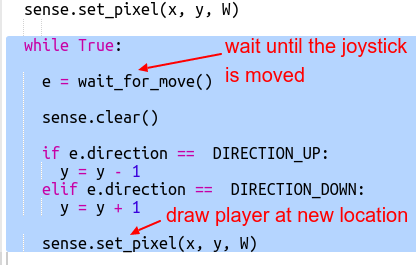 sense.set_pixel(x, y, W)
while True:
wait until the joystick
is moved
e = wait_for_move()
sense.clear()
if e.direction ==  DIRECTION_UP:
y = y - 1
elif e.direction ==  DIRECTION_DOWN:
y = y + 1
draw player at new location
sense.set_pixel(x, y, W)